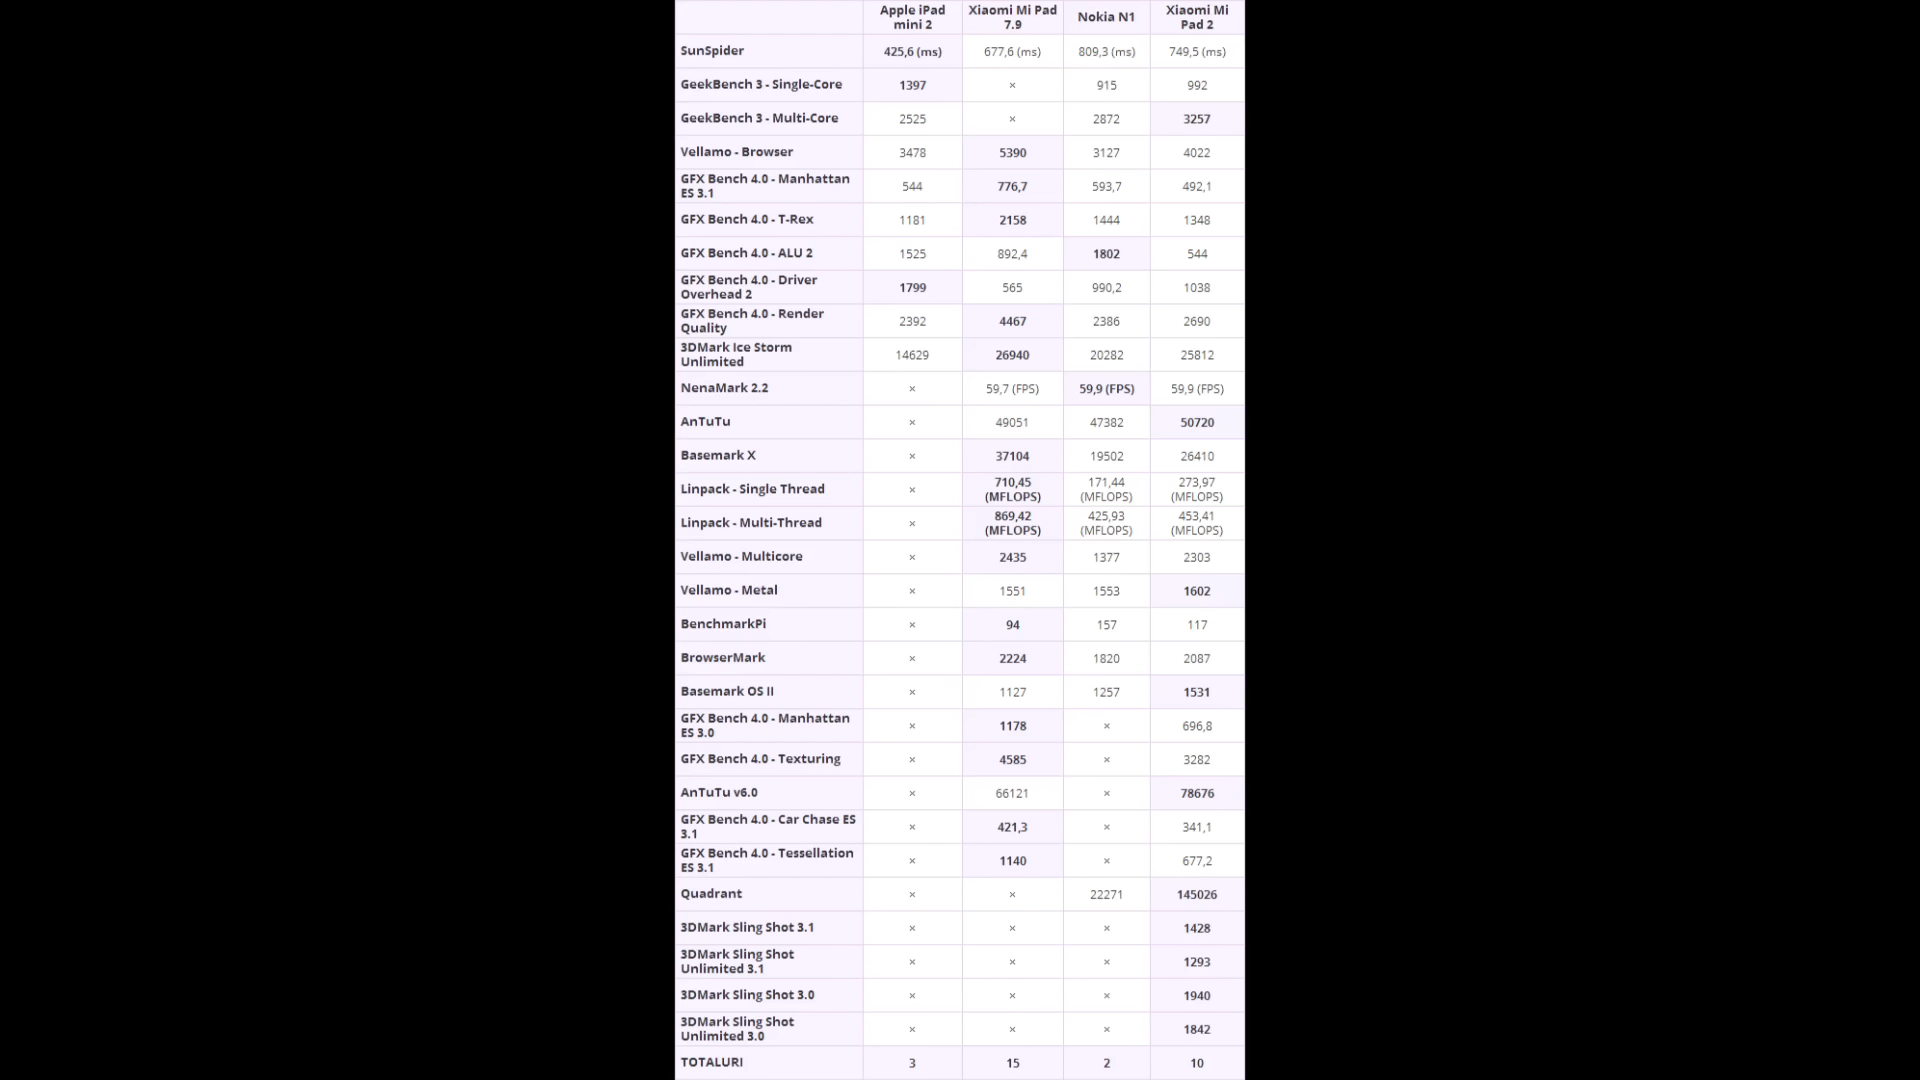 Apple iPad mini 2 Xiaomi Mi Pad 7.9 Nokia N1 Xiaomi Mi Pad 2
SunSpider 425,6 (ms) 677,6 (ms) 809,3 (ms) 749,5 (ms)
GeekBench 3 - Single-Core 1397 × 915 992
GeekBench 3 - Multi-Core 2525 × 2872 3257
Vellamo - Browser 3478 5390 3127 4022
GFX Bench 4.0 - Manhattan ES 3.1 544 776,7 593,7 492,1
GFX Bench 4.0 - T-Rex 1181 2158 1444 1348
GFX Bench 4.0 - ALU 2 1525 892,4 1802 544
GFX Bench 4.0 - Driver Overhead 2 1799 565 990,2 1038
GFX Bench 4.0 - Render Quality 2392 4467 2386 2690
3DMark Ice Storm Unlimited 14629 26940 20282 25812
NenaMark 2.2 × 59,7 (FPS) 59,9 (FPS) 59,9 (FPS)
AnTuTu × 49051 47382 50720
Basemark X × 37104 19502 26410
Linpack - Single Thread × 710,45 (MFLOPS) 171,44 (MFLOPS) 273,97 (MFLOPS)
Linpack - Multi-Thread × 869,42 (MFLOPS) 425,93 (MFLOPS) 453,41 (MFLOPS)
Vellamo - Multicore × 2435 1377 2303
Vellamo - Metal × 1551 1553 1602
BenchmarkPi × 94 157 117
BrowserMark × 2224 1820 2087
Basemark OS II × 1127 1257 1531
GFX Bench 4.0 - Manhattan ES 3.0 × 1178 × 696,8
GFX Bench 4.0 - Texturing × 4585 × 3282
AnTuTu v6.0 × 66121 × 78676
GFX Bench 4.0 - Car Chase ES 3.1 × 421,3 × 341,1
GFX Bench 4.0 - Tessellation ES 3.1 × 1140 × 677,2
Quadrant × × 22271 145026
3DMark Sling Shot 3.1 × × × 1428
3DMark Sling Shot Unlimited 3.1 × × × 1293
3DMark Sling Shot 3.0 × × × 1940
3DMark Sling Shot Unlimited 3.0 × × × 1842
TOTALURI 3 15 2 10